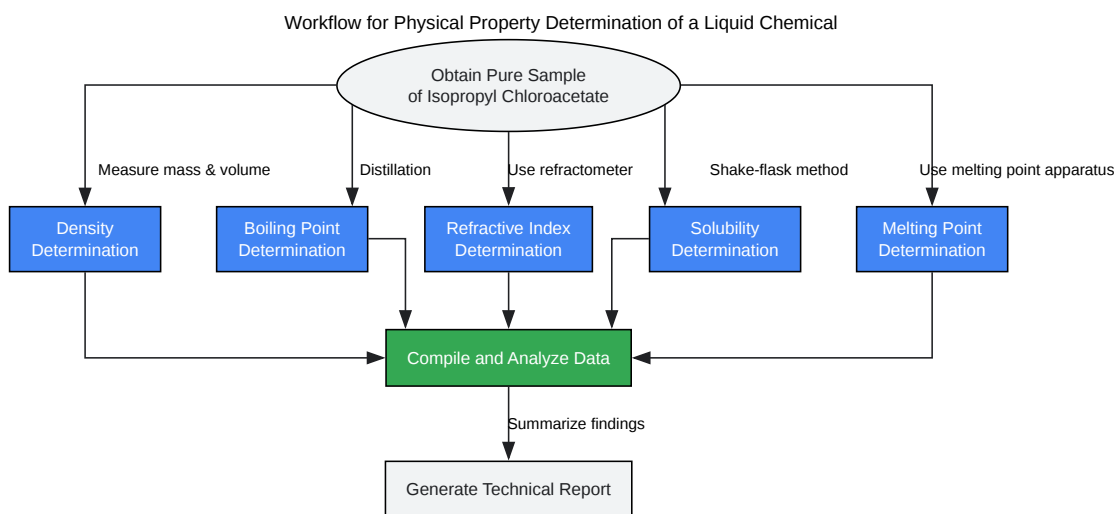 Workflow for Physical Property Determination of a Liquid Chemical
Obtain Pure Sample
of Isopropyl Chloroacetate
Measure mass & volume
Distillation
Use refractometer
Shake-flask method
Use melting point apparatus
Density
Determination
Boiling Point
Determination
Refractive Index
Determination
Solubility
Determination
Melting Point
Determination
Compile and Analyze Data
Summarize findings
Generate Technical Report